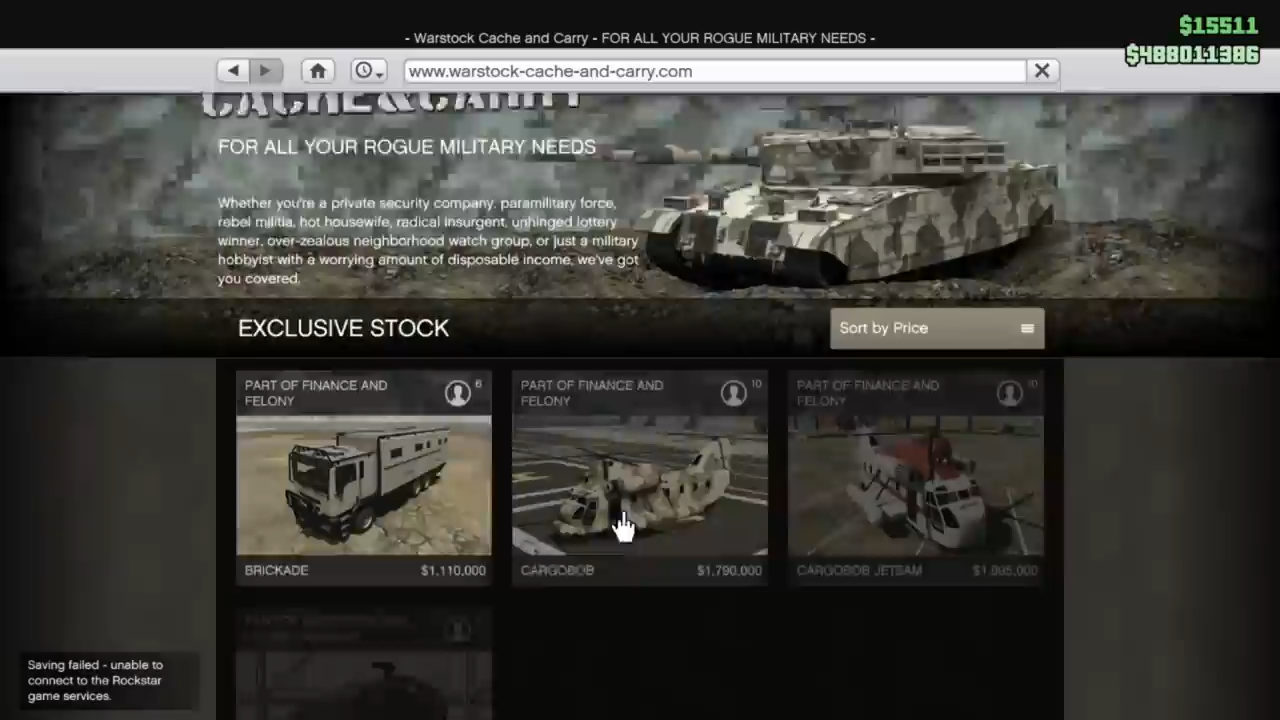 $15511
- Warstock Cache and Carry - FOR ALL YOUR ROGUE MILITARY NEEDS -
$488011386
www.warstock-cache-and-carry.com
CACHE&CARRY
FOR ALL YOUR ROGUE MILITARY NEEDS
Whether you're a private security company, paramilitary force,
rebel militia, hot housewife, radical insurgent, unhinged lottery
winner, over-zealous neighborhood watch group, or just a military
hobbyist with a worrying amount of disposable income, we've got
you covered.
EXCLUSIVE STOCK
Sort by Price
PART OF FINANCE AND
FELONY
6
PART OF FINANCE AND
FELONY
10
PART OF FINANCE AND
FELONY
10
BRICKADE $1,110,000
CARGOBOB $1,790,000
CARGOBOB JETSAM
Saving failed - unable to
connect to the Rockstar
game services.